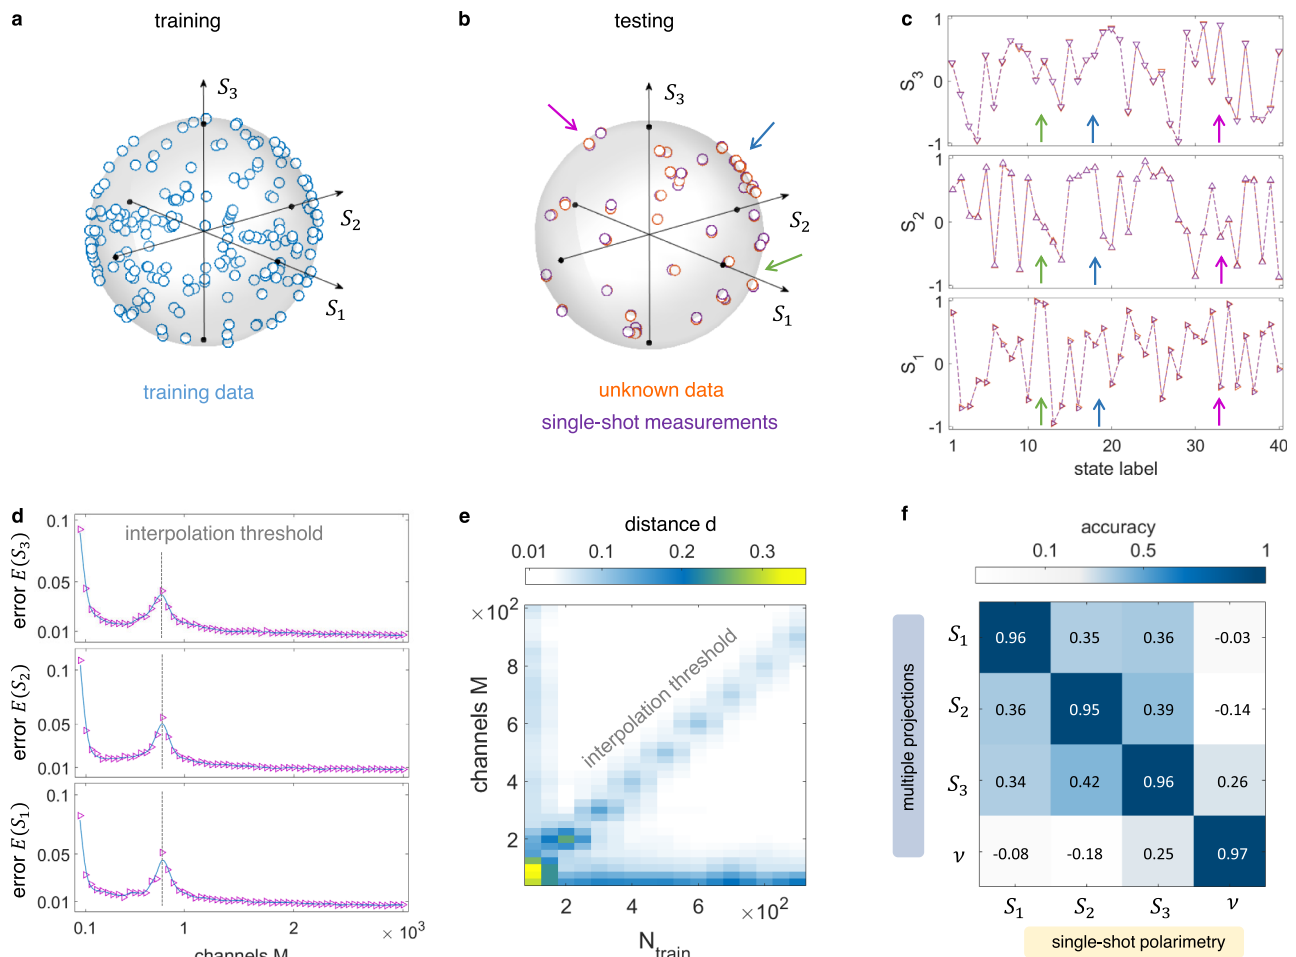 a
training
S3
S2
S1
training data
b
testing
S3
S2
S1
unknown data
single-shot measurements
c
1
S3
0
-1
1
S2
0
-1
1
S1
0
-1
1 10 20 30 40
state label
d
interpolation threshold
0.1
error E(S3)
0.05
0.01
0.1
error E(S2)
0.05
0.01
0.1
error E(S1)
0.05
0.01
0.1 1 2 3
× 10³
channels M
e
distance d
0.01 0.1 0.2 0.3
×10²
8
6
4
2
channels M
interpolation threshold
2 4 6 ×10²
Ntrain
f
accuracy
0.1 0.5 1
multiple projections
S1 0.96 0.35 0.36 -0.03
S2 0.36 0.95 0.39 -0.14
S3 0.34 0.42 0.96 0.26
ν -0.08 -0.18 0.25 0.97
S1 S2 S3 ν
single-shot polarimetry